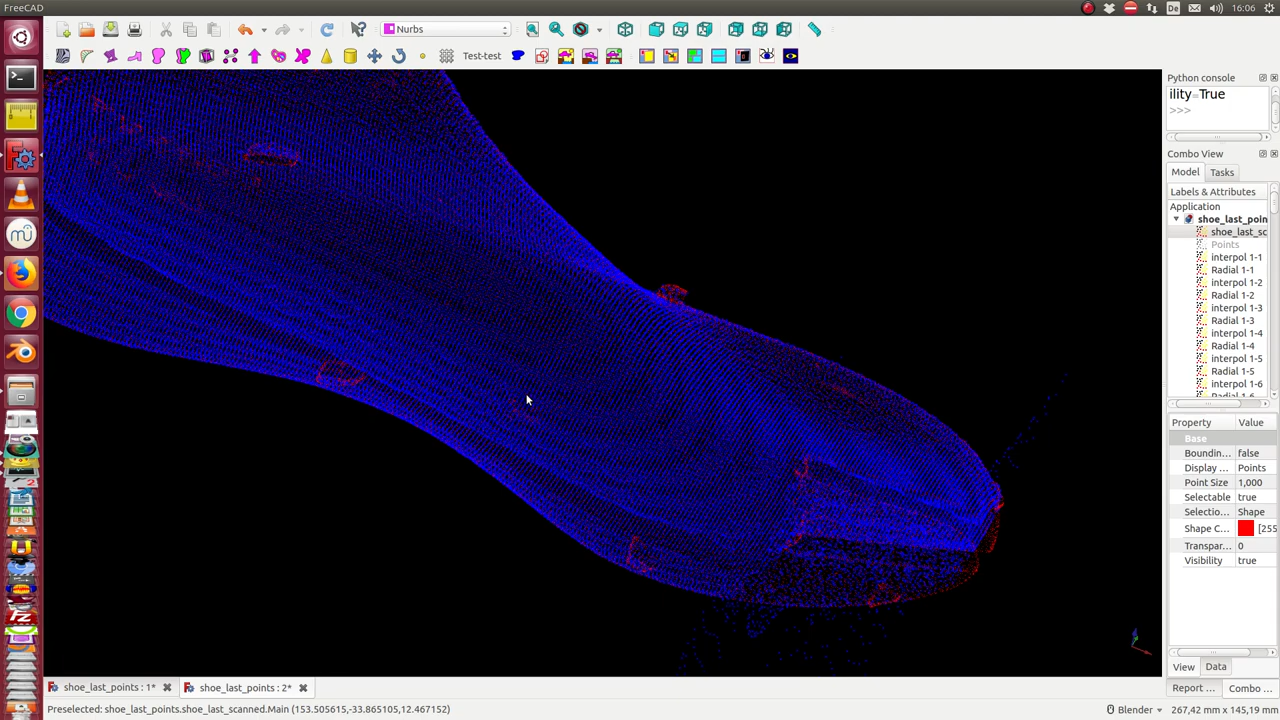 FreeCAD
De
16:06
Nurbs
Test-test
Python console
ility=True
>>>
Combo View
Model
Tasks
Labels & Attributes
Application
shoe_last_poin
shoe_last_sc
Points
interpol 1-1
Radial 1-1
interpol 1-2
Radial 1-2
interpol 1-3
Radial 1-3
interpol 1-4
Radial 1-4
interpol 1-5
Radial 1-5
interpol 1-6
Radial 1-6
Property
Value
Base
Boundin...
false
Display ...
Points
Point Size
1,000
Selectable
true
Selectio...
Shape
Shape C...
[255
Transpar...
0
Visibility
true
View
Data
shoe_last_points : 1*
shoe_last_points : 2*
Report ...
Combo ...
Preselected: shoe_last_points.shoe_last_scanned.Main (153.505615,-33.865105,12.467152)
Blender
267,42 mm x 145,19 mm